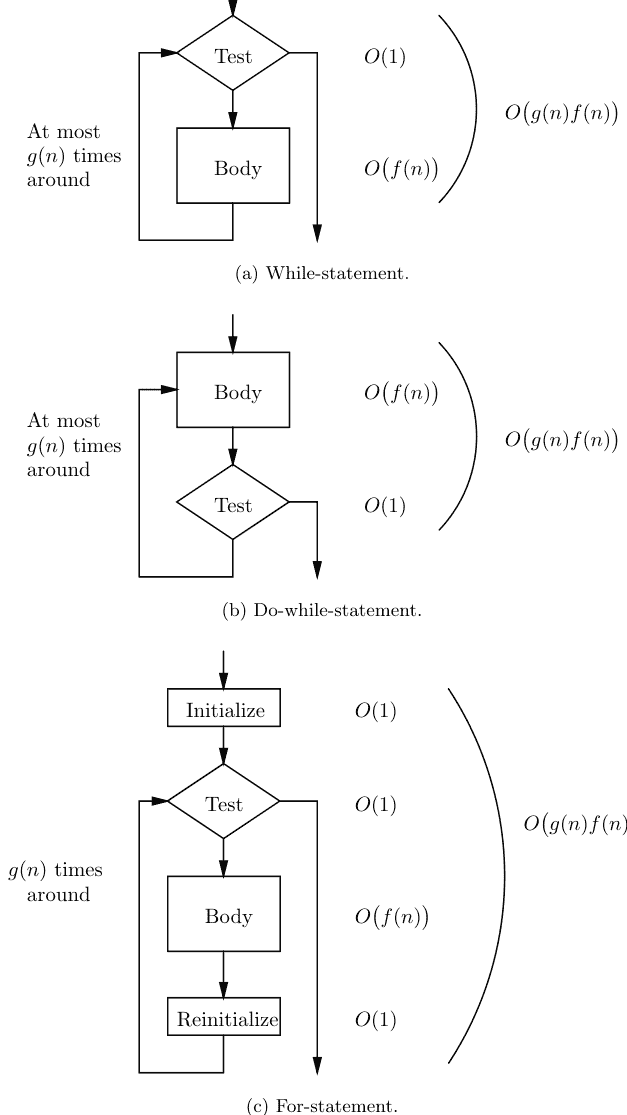 Test
O(1)
O(g(n)f(n))
At most
g(n) times
around
Body
O(f(n))
(a) While-statement.
Body
O(f(n))
At most
g(n) times
around
O(g(n)f(n))
Test
O(1)
(b) Do-while-statement.
Initialize
O(1)
Test
O(1)
O(g(n)f(n)
g(n) times
around
Body
O(f(n))
Reinitialize
O(1)
(c) For-statement.